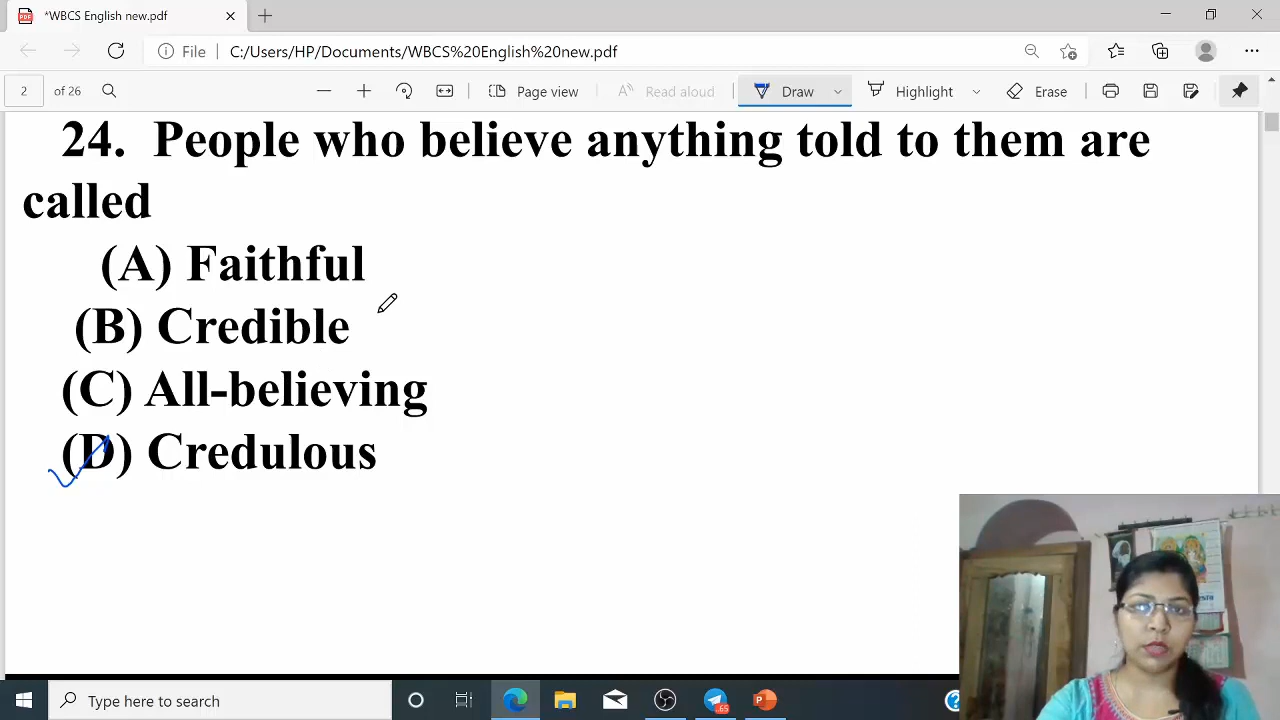 *WBCS English new.pdf
File
C:/Users/HP/Documents/WBCS%20English%20new.pdf
2 of 26
Page view
Read aloud
Draw
Highlight
Erase
24. People who believe anything told to them are
called
(A) Faithful
(B) Credible
(C) All-believing
(D) Credulous
Type here to search